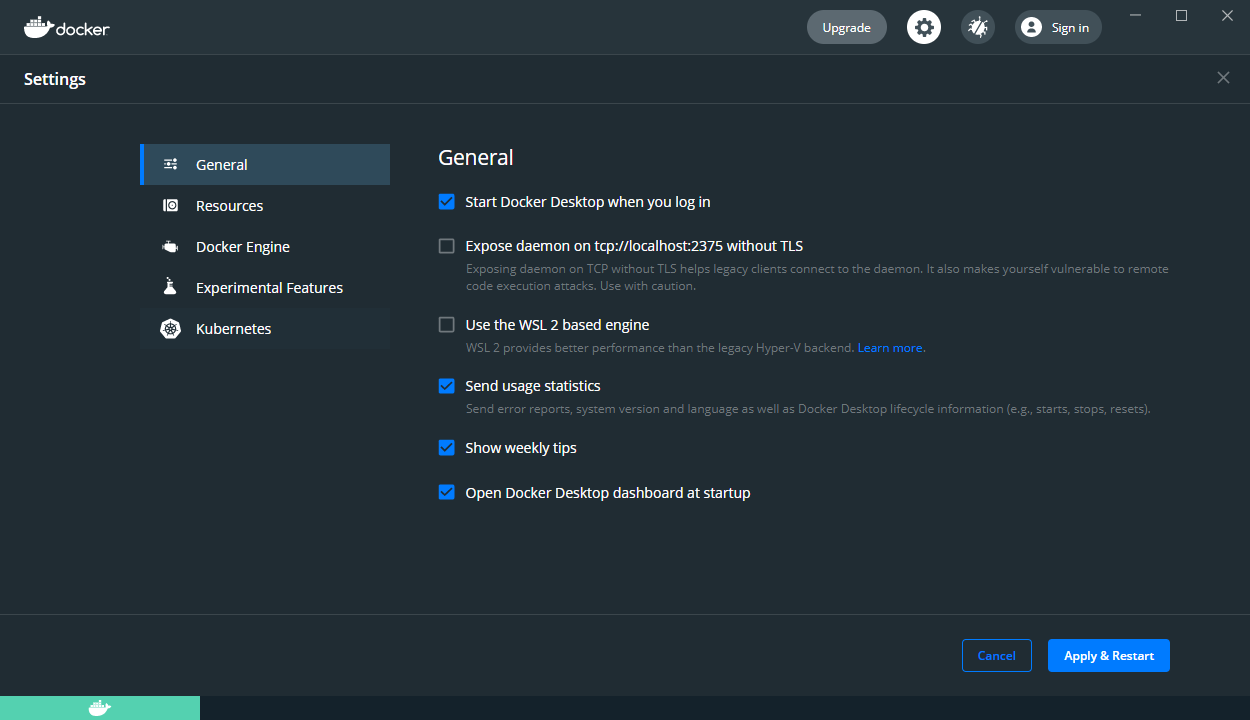 docker
Upgrade
Sign in
Settings
General
Resources
Docker Engine
Experimental Features
Kubernetes
General
Start Docker Desktop when you log in
Expose daemon on tcp://localhost:2375 without TLS
Exposing daemon on TCP without TLS helps legacy clients connect to the daemon. It also makes yourself vulnerable to remote
code execution attacks. Use with caution.
Use the WSL 2 based engine
WSL 2 provides better performance than the legacy Hyper-V backend. Learn more.
Send usage statistics
Send error reports, system version and language as well as Docker Desktop lifecycle information (e.g., starts, stops, resets).
Show weekly tips
Open Docker Desktop dashboard at startup
Cancel
Apply & Restart